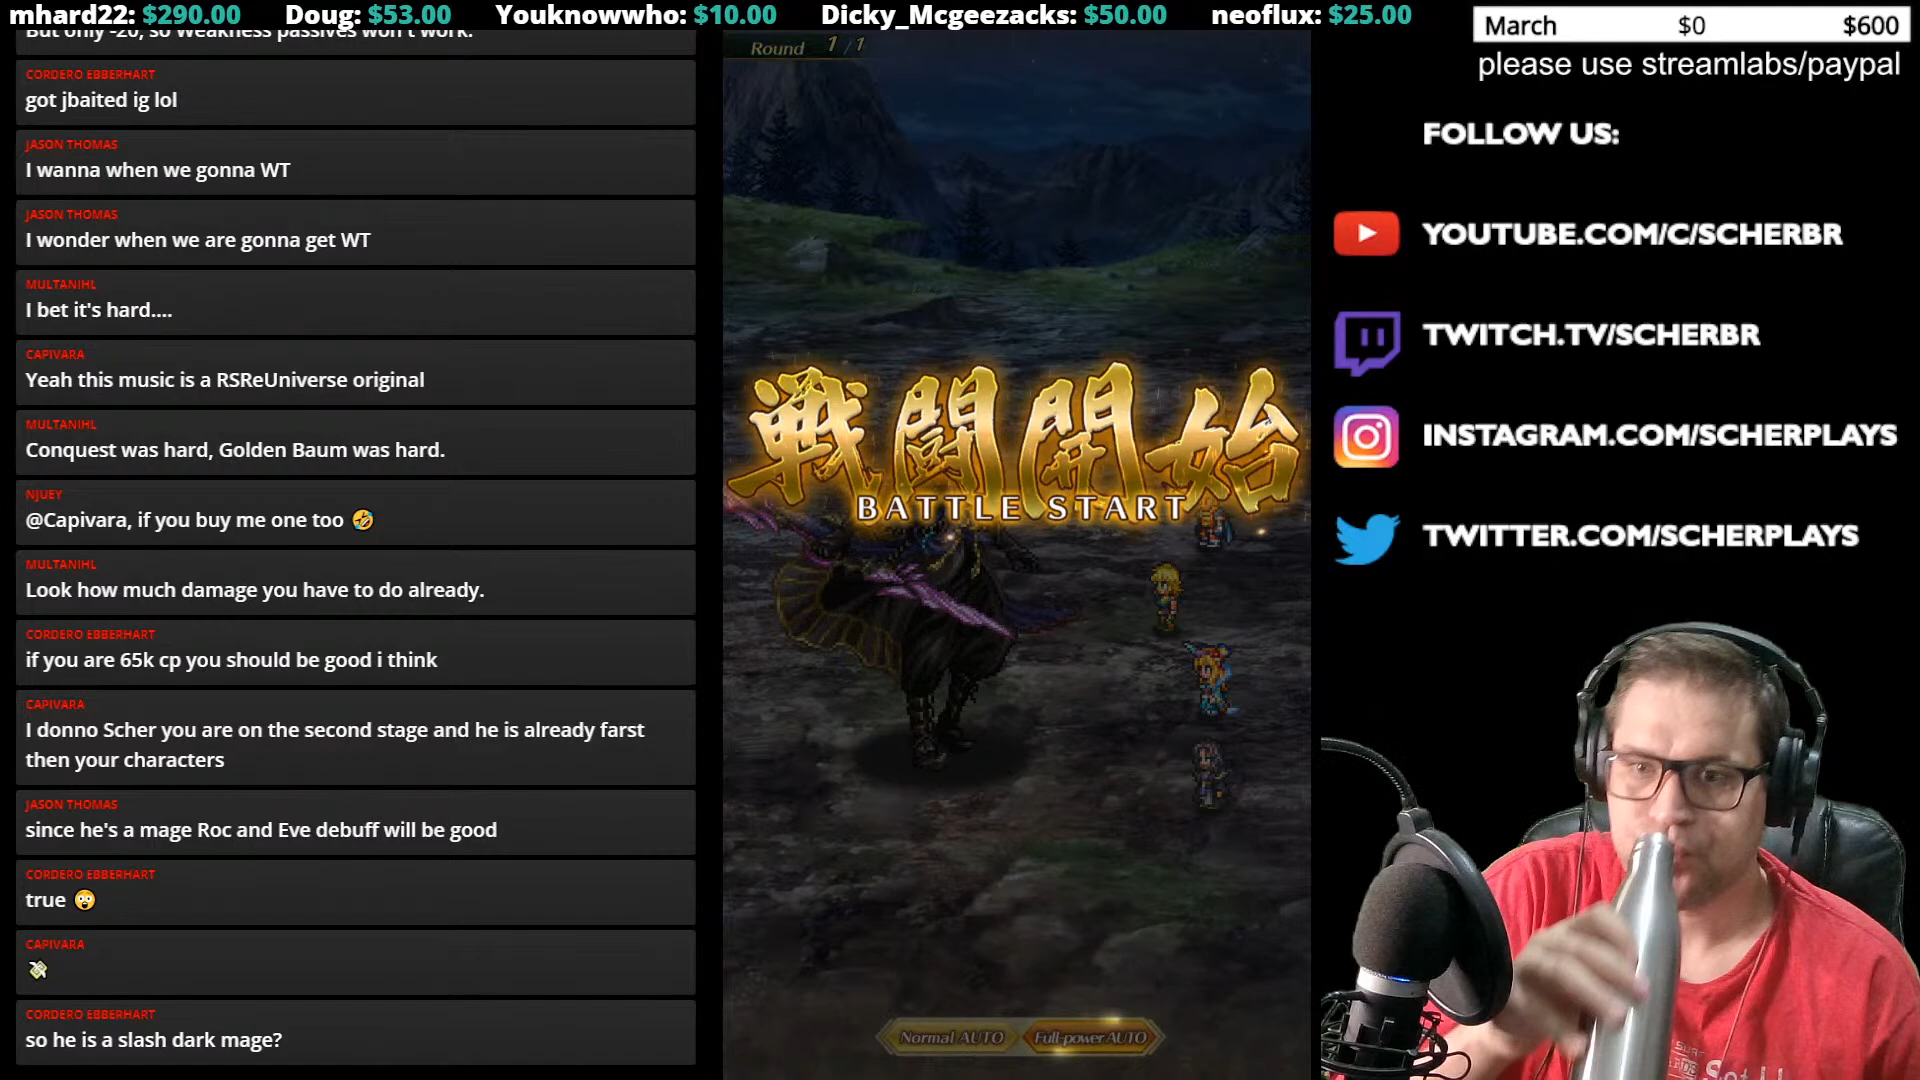 mhard22: $290.00 Doug: $53.00 Youknowwho: $10.00 Dicky_Mcgeezacks: $50.00 neoflux: $25.00
March $0 $600
please use streamlabs/paypal
But only -20, so Weakness passives won't work.
CORDERO EBBERHART
got jbaited ig lol
JASON THOMAS
I wanna when we gonna WT
JASON THOMAS
I wonder when we are gonna get WT
MULTANIHL
I bet it's hard....
CAPIVARA
Yeah this music is a RSReUniverse original
MULTANIHL
Conquest was hard, Golden Baum was hard.
NJUEY
@Capivara, if you buy me one too 🤣
MULTANIHL
Look how much damage you have to do already.
CORDERO EBBERHART
if you are 65k cp you should be good i think
CAPIVARA
I donno Scher you are on the second stage and he is already farst
then your characters
JASON THOMAS
since he's a mage Roc and Eve debuff will be good
CORDERO EBBERHART
true 😲
CAPIVARA
💸
CORDERO EBBERHART
so he is a slash dark mage?
Round 1/1
戦闘開始
BATTLE START
Normal AUTO Full-power AUTO
FOLLOW US:
YOUTUBE.COM/C/SCHERBR
TWITCH.TV/SCHERBR
INSTAGRAM.COM/SCHERPLAYS
TWITTER.COM/SCHERPLAYS